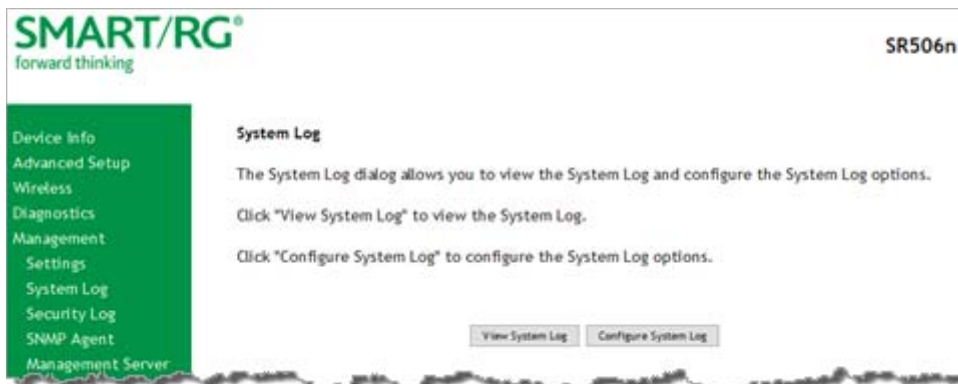 SMART/RG®
forward thinking
SR506n
Device Info
Advanced Setup
Wireless
Diagnostics
Management
Settings
System Log
Security Log
SNMP Agent
Management Server
System Log
The System Log dialog allows you to view the System Log and configure the System Log options.
Click "View System Log" to view the System Log.
Click "Configure System Log" to configure the System Log options.
View System Log
Configure System Log